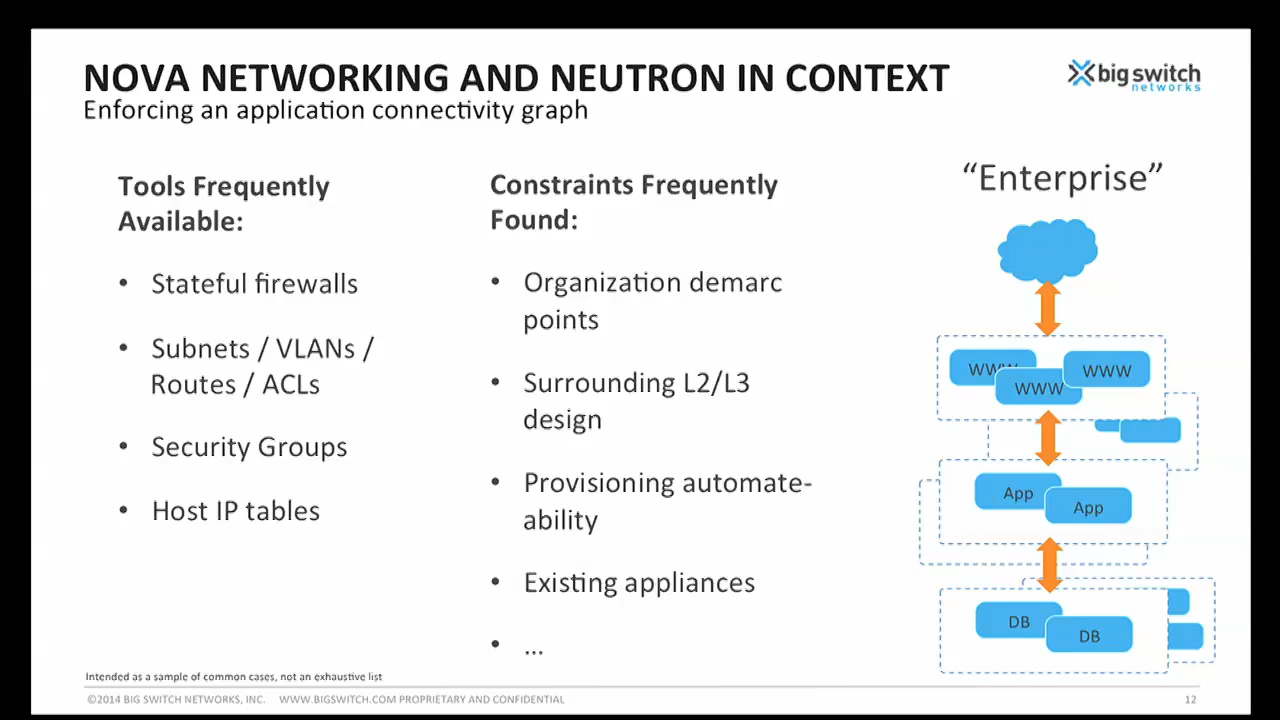 NOVA NETWORKING AND NEUTRON IN CONTEXT
Enforcing an application connectivity graph
big switch
networks
Tools Frequently
Available:
• Stateful firewalls
• Subnets / VLANs /
Routes / ACLs
• Security Groups
• Host IP tables
Constraints Frequently
Found:
• Organization demarc
points
• Surrounding L2/L3
design
• Provisioning automate-
ability
• Existing appliances
• ...
“Enterprise”
WWW
WWW
WWW
App
App
DB
DB
Intended as a sample of common cases, not an exhaustive list
©2014 BIG SWITCH NETWORKS, INC. WWW.BIGSWITCH.COM PROPRIETARY AND CONFIDENTIAL
12